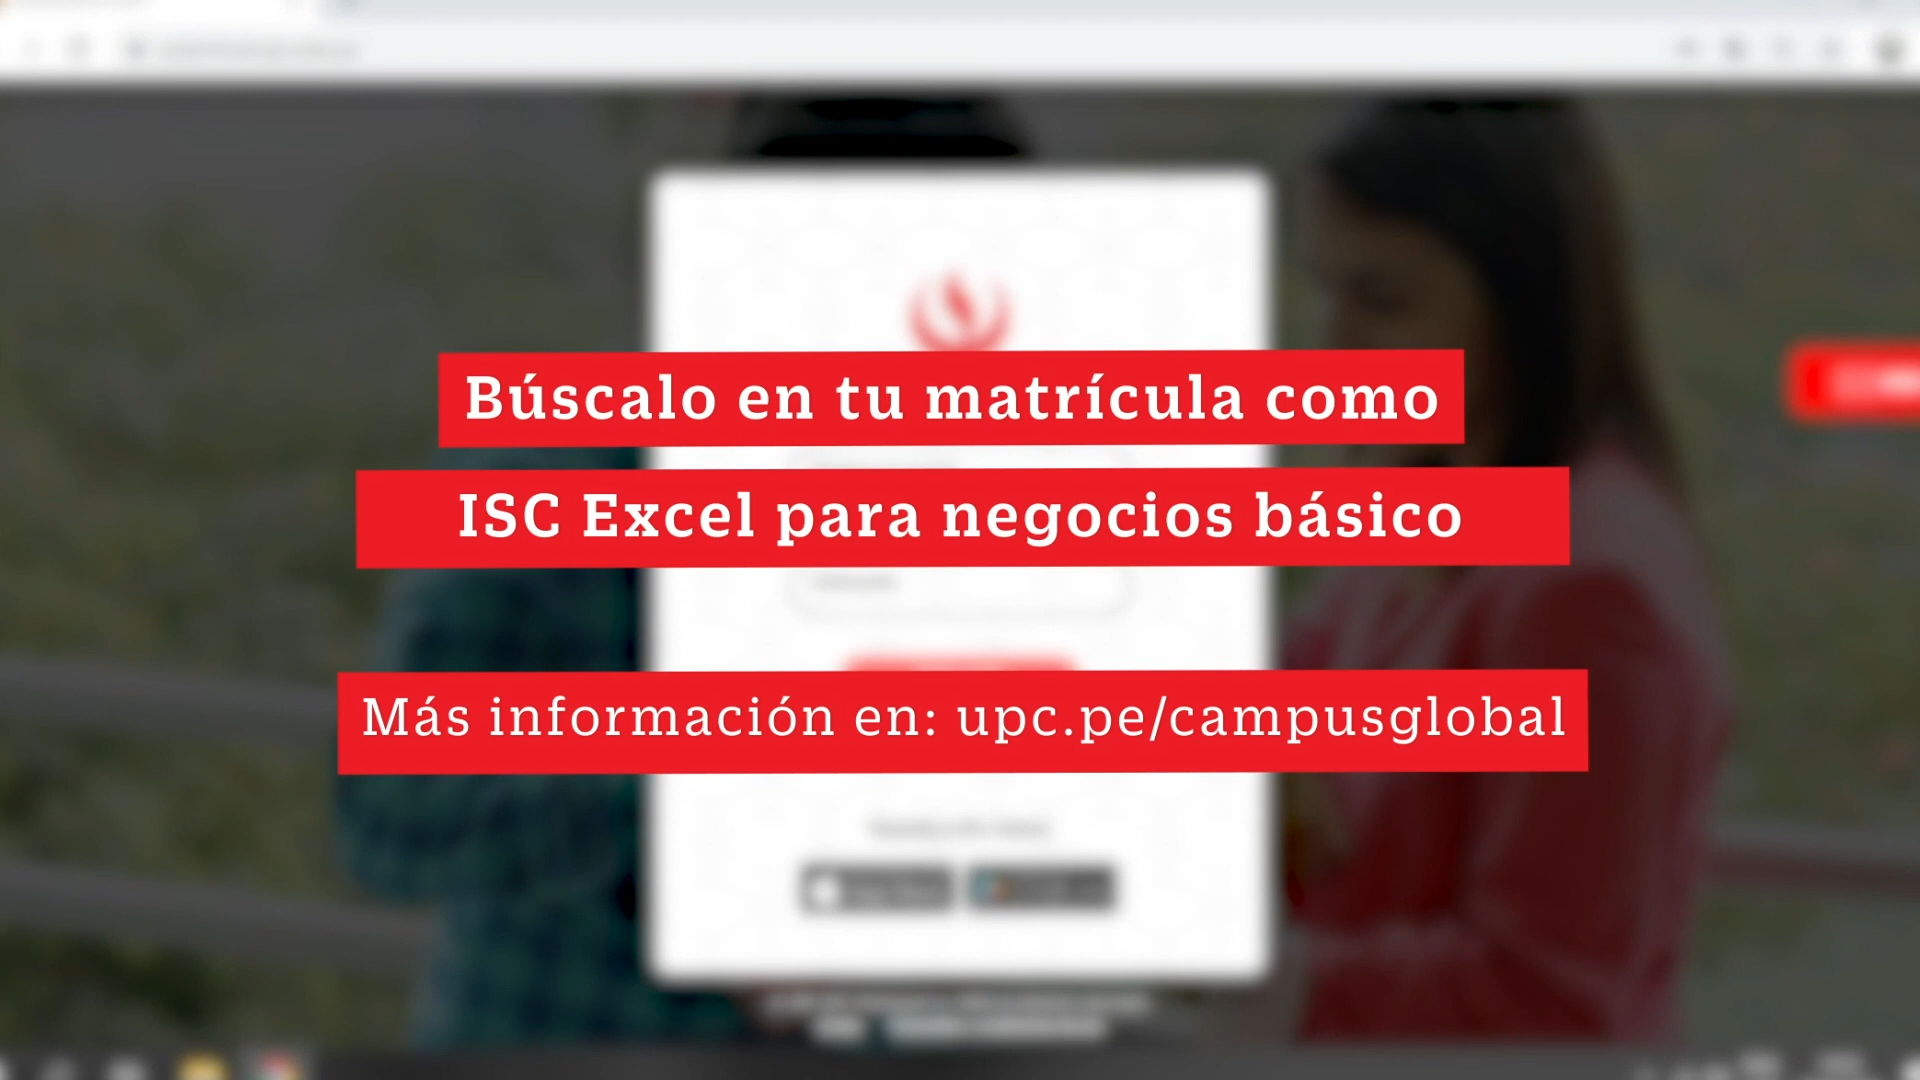 Búscalo en tu matrícula como
ISC Excel para negocios básico
Más información en: upc.pe/campusglobal